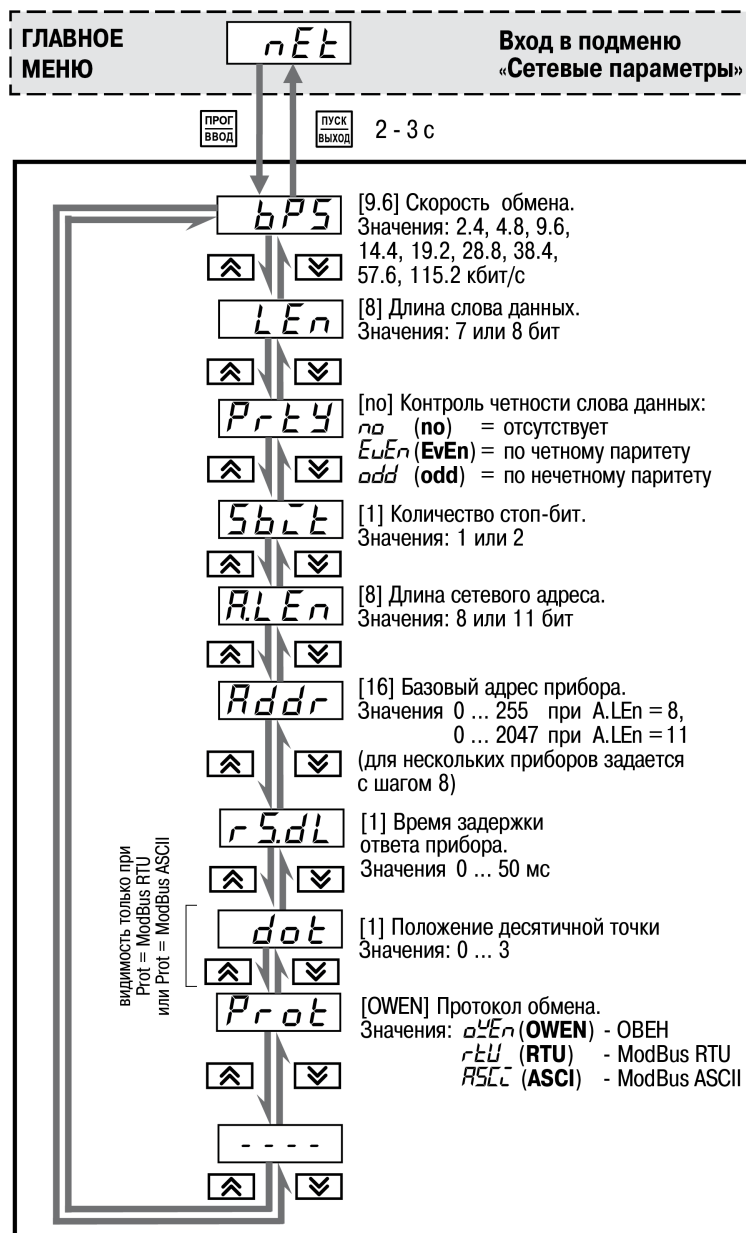 ГЛАВНОЕ
МЕНЮ
nEt
Вход в подменю
«Сетевые параметры»
ПРОГ
ВВОД
ПУСК
ВЫХОД
2 - 3 с
bPS
[9.6] Скорость обмена.
Значения: 2.4, 4.8, 9.6,
14.4, 19.2, 28.8, 38.4,
57.6, 115.2 кбит/с
LEn
[8] Длина слова данных.
Значения: 7 или 8 бит
PrtY
[no] Контроль четности слова данных:
no (no) = отсутствует
EvEn (EvEn) = по четному паритету
odd (odd) = по нечетному паритету
Sbit
[1] Количество стоп-бит.
Значения: 1 или 2
A.LEn
[8] Длина сетевого адреса.
Значения: 8 или 11 бит
Addr
[16] Базовый адрес прибора.
Значения 0 ... 255 при A.LEn = 8,
0 ... 2047 при A.LEn = 11
(для нескольких приборов задается
с шагом 8)
rS.dL
[1] Время задержки
ответа прибора.
Значения 0 ... 50 мс
видимость только при
Prot = ModBus RTU
или Prot = ModBus ASCII
dot
[1] Положение десятичной точки
Значения: 0 ... 3
Prot
[OWEN] Протокол обмена.
Значения: oWEn (OWEN) - ОВЕН
rtU (RTU) - ModBus RTU
ASCi (ASCI) - ModBus ASCII
- - - -